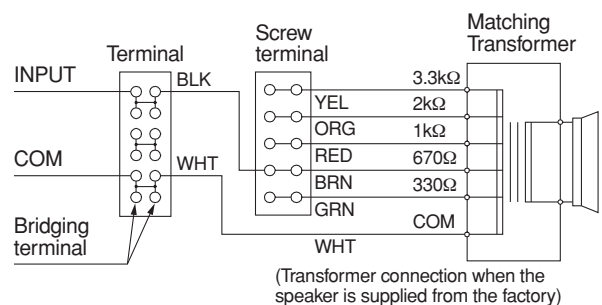 Matching
Transformer
Terminal
Screw
terminal
INPUT
BLK
3.3kΩ
YEL
2kΩ
ORG
1kΩ
COM
WHT
RED
670Ω
BRN
330Ω
GRN
COM
Bridging
terminal
WHT
(Transformer connection when the
speaker is supplied from the factory)